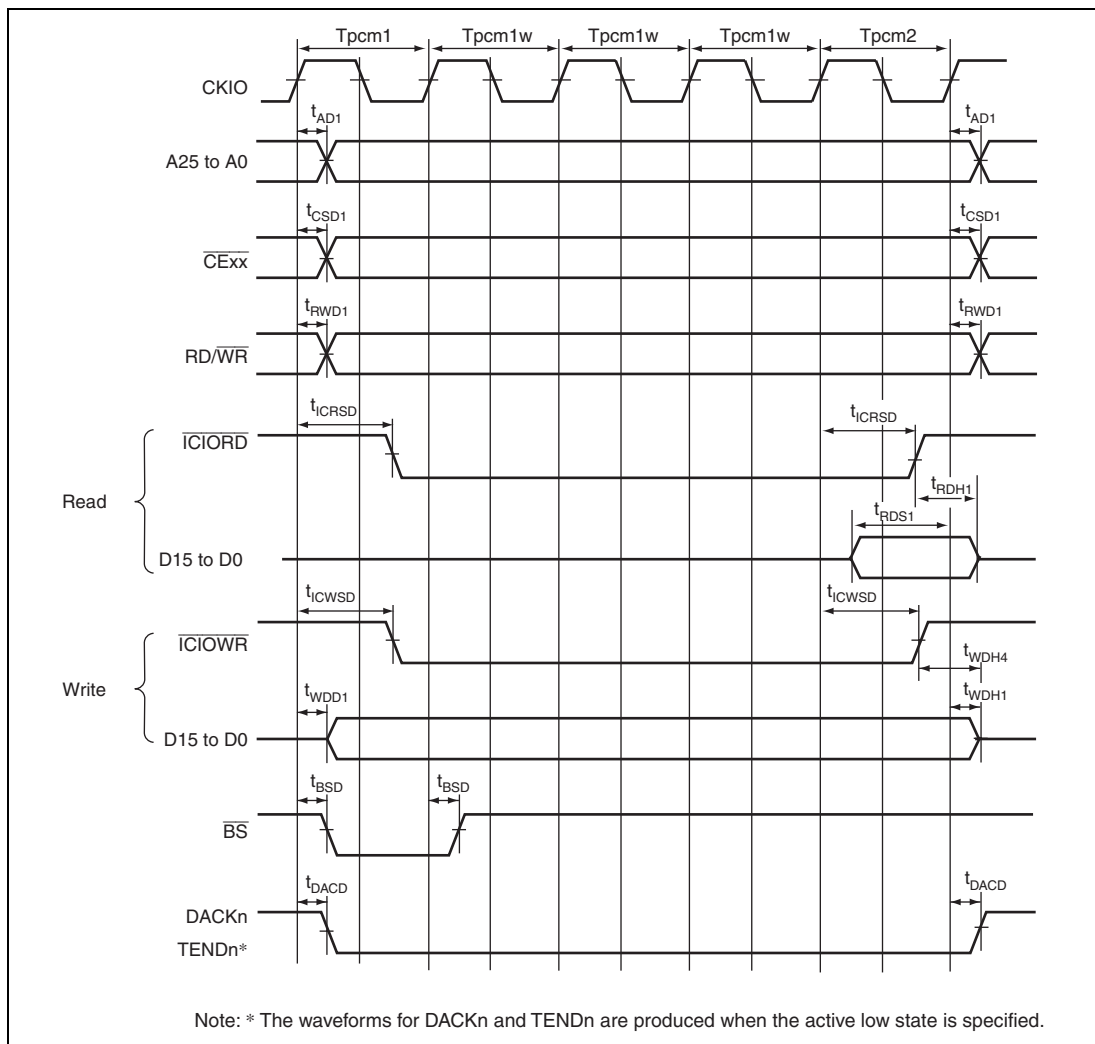 Tpcm1 Tpcm1w Tpcm1w Tpcm1w Tpcm2
CKIO
tAD1 tAD1
A25 to A0
tCSD1 tCSD1
CExx
tRWD1 tRWD1
RD/WR
tICRSD tICRSD
ICIORD
tRDH1
Read
tRDS1
D15 to D0
tICWSD tICWSD
ICIOWR
tWDH4
Write
tWDD1 tWDH1
D15 to D0
tBSD tBSD
BS
tDACD tDACD
DACKn
TENDn*
Note: * The waveforms for DACKn and TENDn are produced when the active low state is specified.